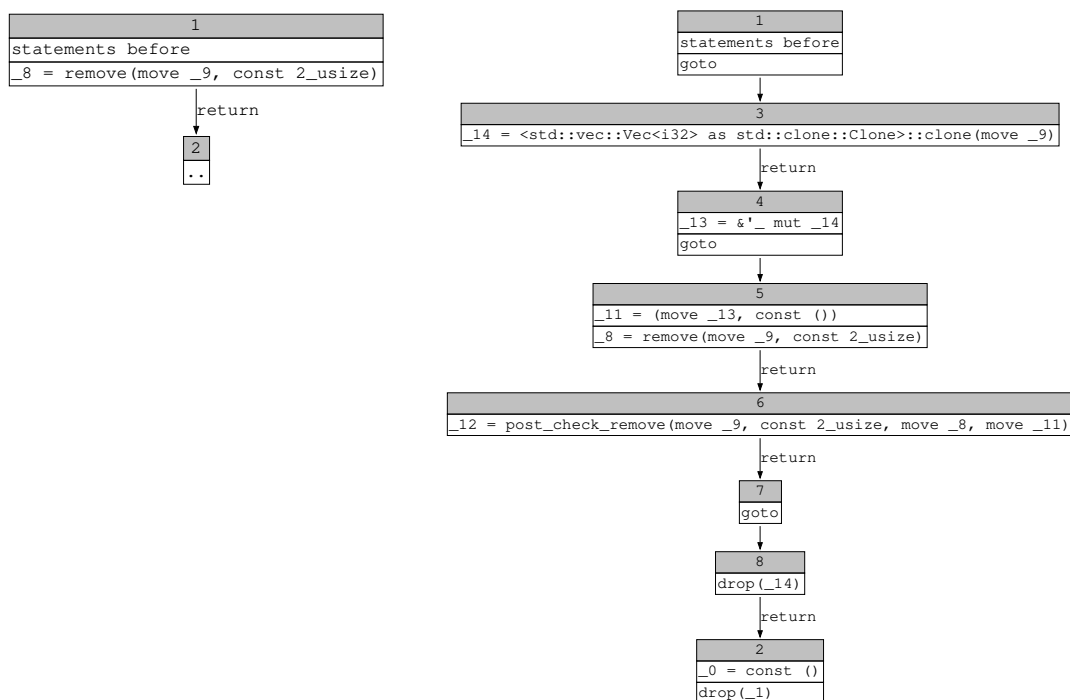 1
statements before
_8 = remove(move _9, const 2_usize)
return
2
..
1
statements before
goto
3
_14 = <std::vec::Vec<i32> as std::clone::Clone>::clone(move _9)
return
4
_13 = &'_ mut _14
goto
5
_11 = (move _13, const ())
_8 = remove(move _9, const 2_usize)
return
6
_12 = post_check_remove(move _9, const 2_usize, move _8, move _11)
return
7
goto
8
drop(_14)
return
2
_0 = const ()
drop(_1)